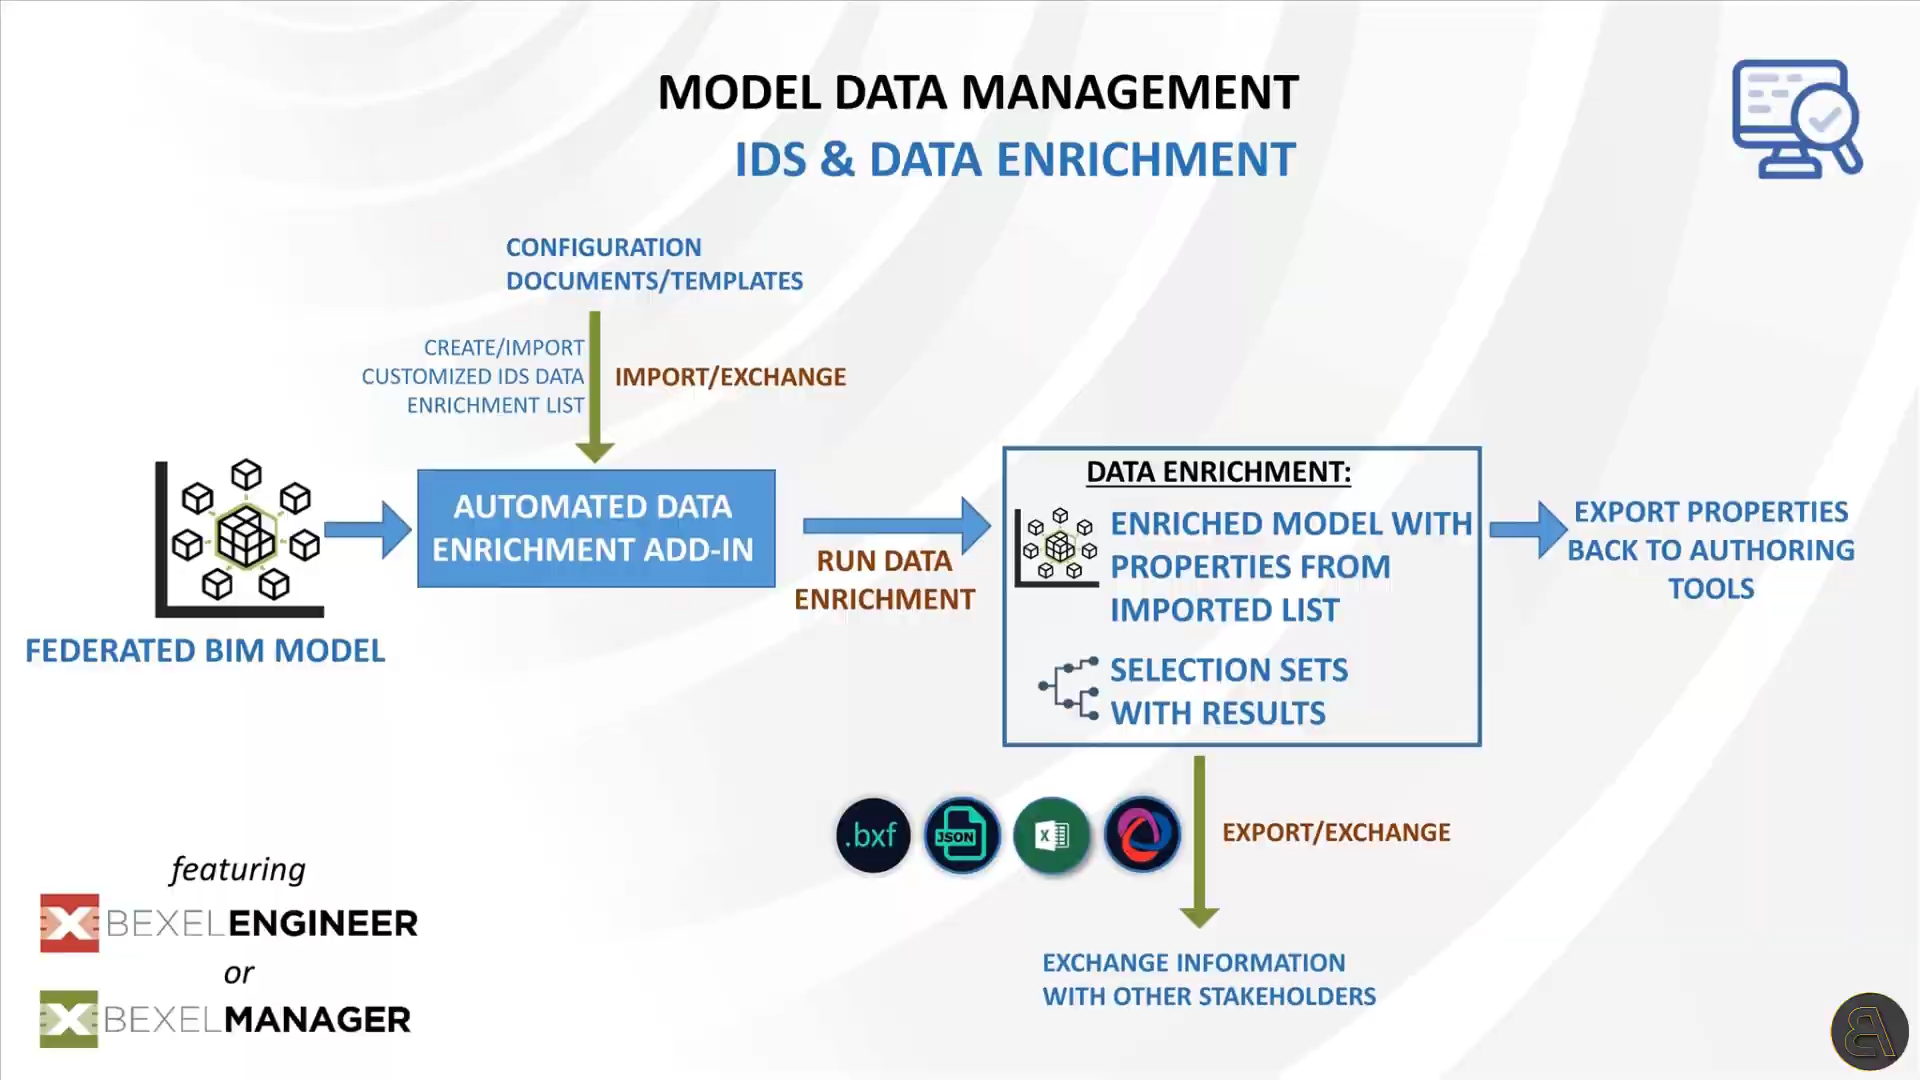 MODEL DATA MANAGEMENT
IDS & DATA ENRICHMENT
CONFIGURATION
DOCUMENTS/TEMPLATES
CREATE/IMPORT
CUSTOMIZED IDS DATA
ENRICHMENT LIST
IMPORT/EXCHANGE
FEDERATED BIM MODEL
AUTOMATED DATA
ENRICHMENT ADD-IN
RUN DATA
ENRICHMENT
DATA ENRICHMENT:
ENRICHED MODEL WITH
PROPERTIES FROM
IMPORTED LIST
SELECTION SETS
WITH RESULTS
EXPORT PROPERTIES
BACK TO AUTHORING
TOOLS
.bxf
JSON
X
EXPORT/EXCHANGE
EXCHANGE INFORMATION
WITH OTHER STAKEHOLDERS
featuring
BEXELENGINEER
or
BEXELMANAGER